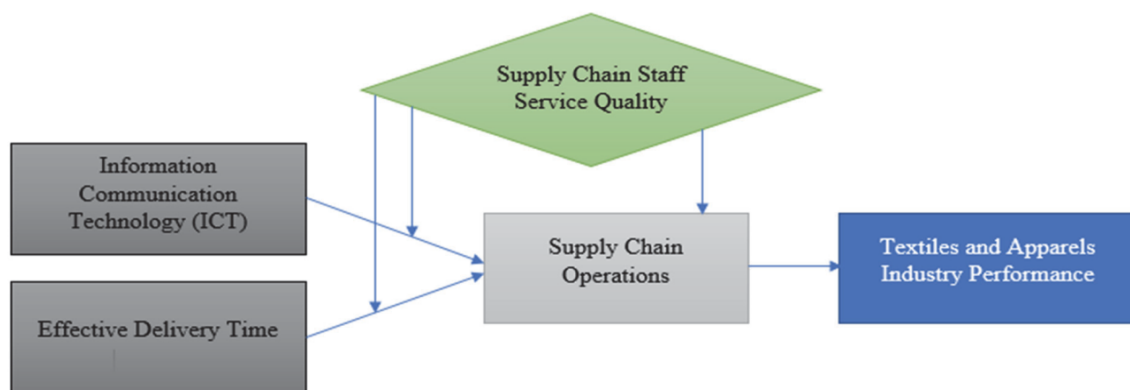 Supply Chain Staff
Service Quality
Information
Communication
Technology (ICT)
Supply Chain
Operations
Textiles and Apparels
Industry Performance
Effective Delivery Time